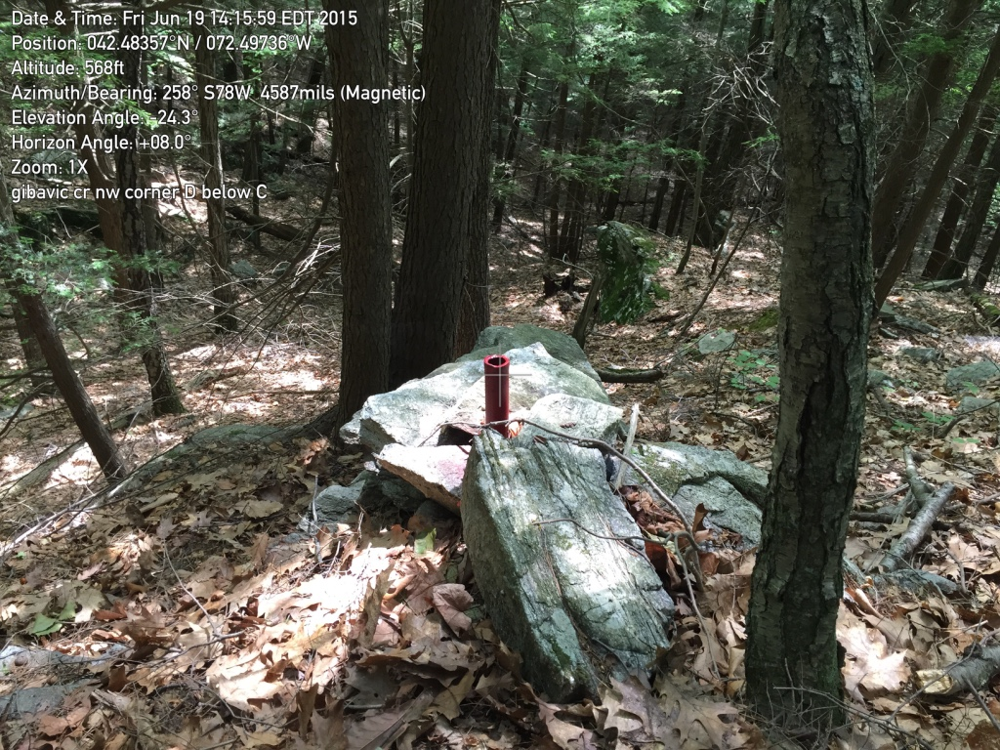 Date & Time: Fri Jun 19 14:15:59 EDT 2015
Position: 042.48357°N / 072.49736°W
Altitude: 568ft
Azimuth/Bearing: 258° S78W 4587mils (Magnetic)
Elevation Angle: -24.3°
Horizon Angle: +08.0°
Zoom: 1X
gibavic cr nw corner D below C